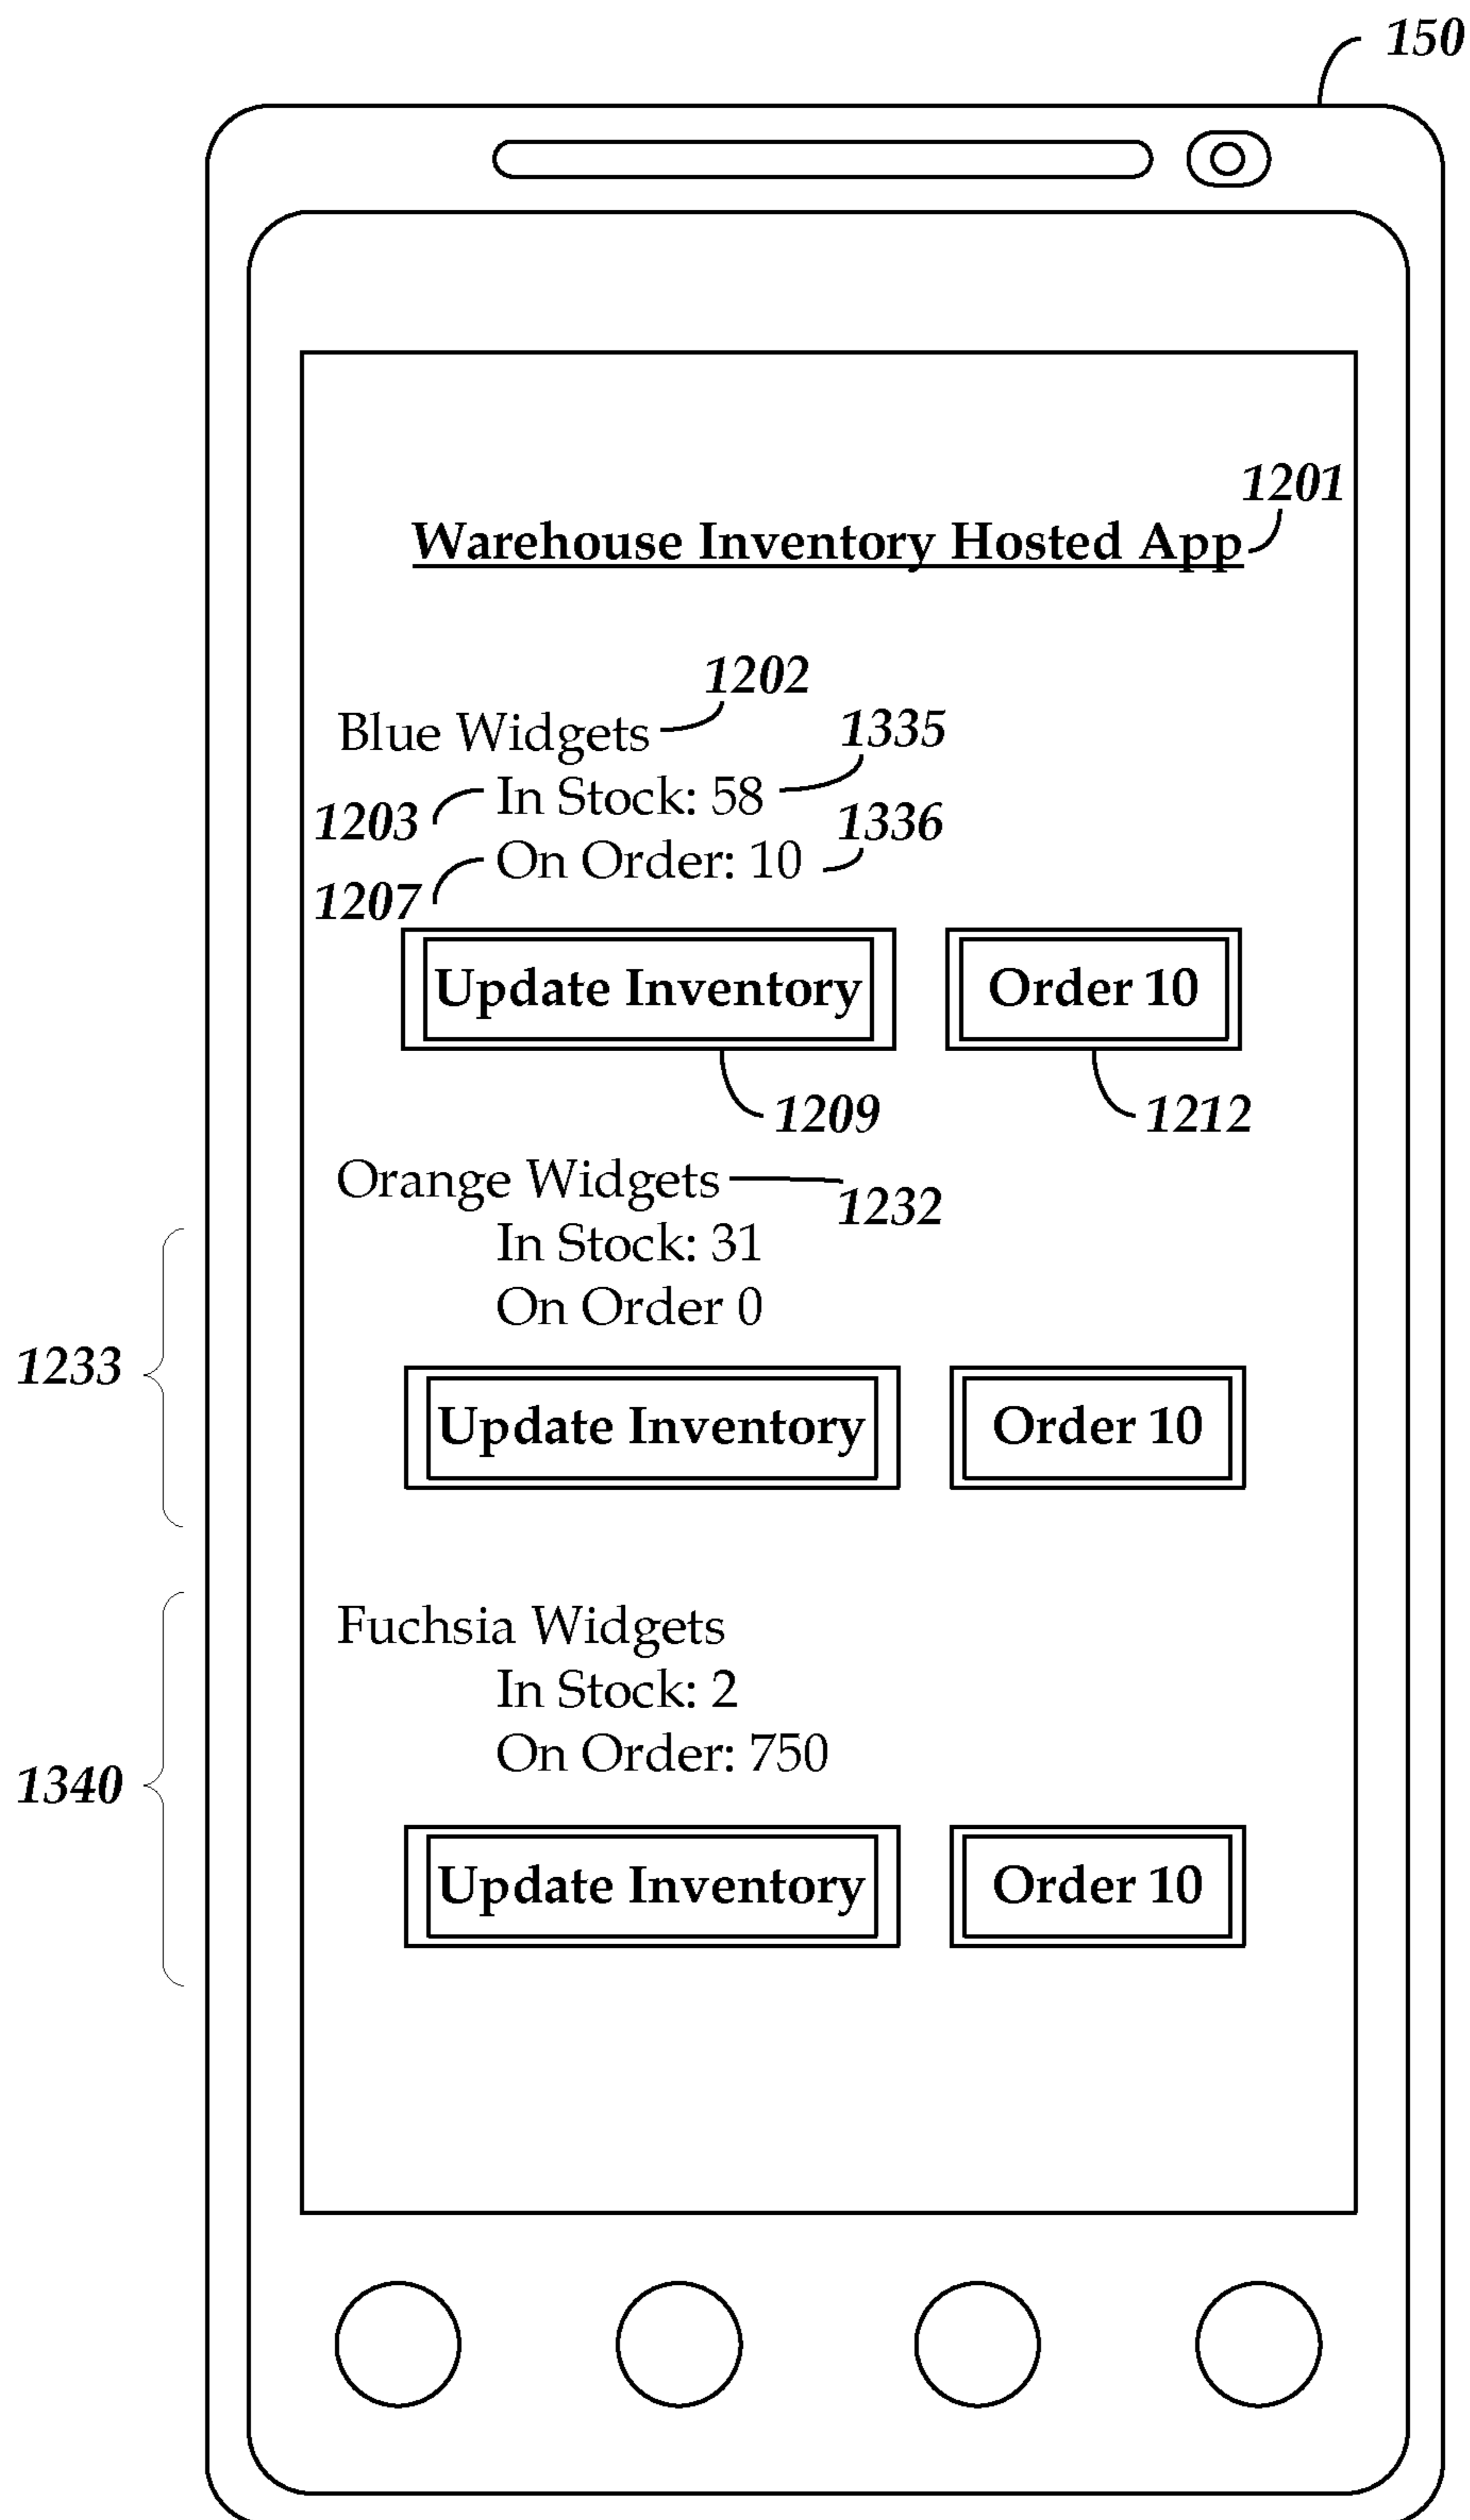 150
1201
Warehouse Inventory Hosted App
1202
Blue Widgets
1335
In Stock: 58
1203
1336
On Order: 10
1207
Update Inventory Order 10
1209 1212
Orange Widgets
1232
In Stock: 31
On Order 0
1233
Update Inventory Order 10
Fuchsia Widgets
In Stock: 2
On Order: 750
1340
Update Inventory Order 10